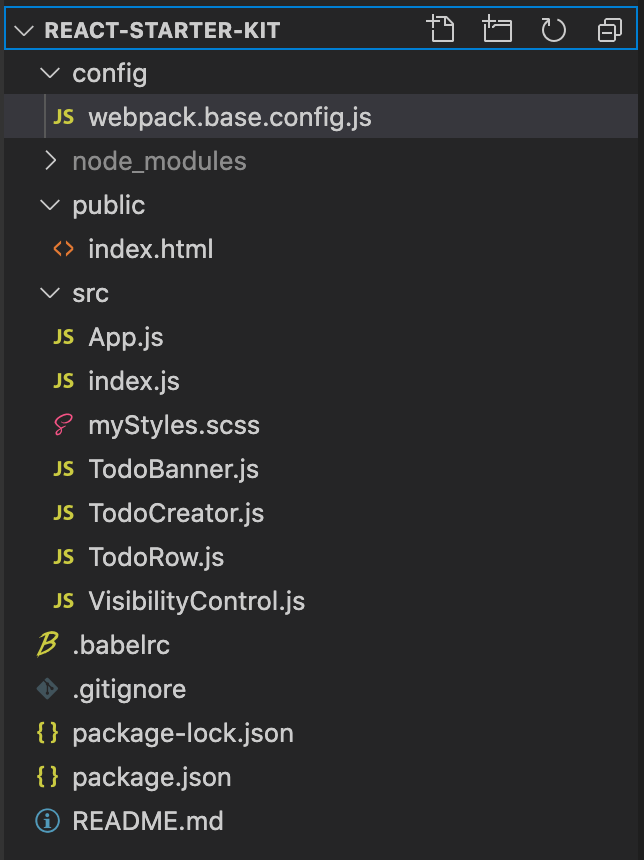 REACT-STARTER-KIT
config
JS webpack.base.config.js
node_modules
public
<> index.html
src
JS App.js
JS index.js
myStyles.scss
JS TodoBanner.js
JS TodoCreator.js
JS TodoRow.js
JS VisibilityControl.js
.babelrc
.gitignore
{} package-lock.json
{} package.json
README.md